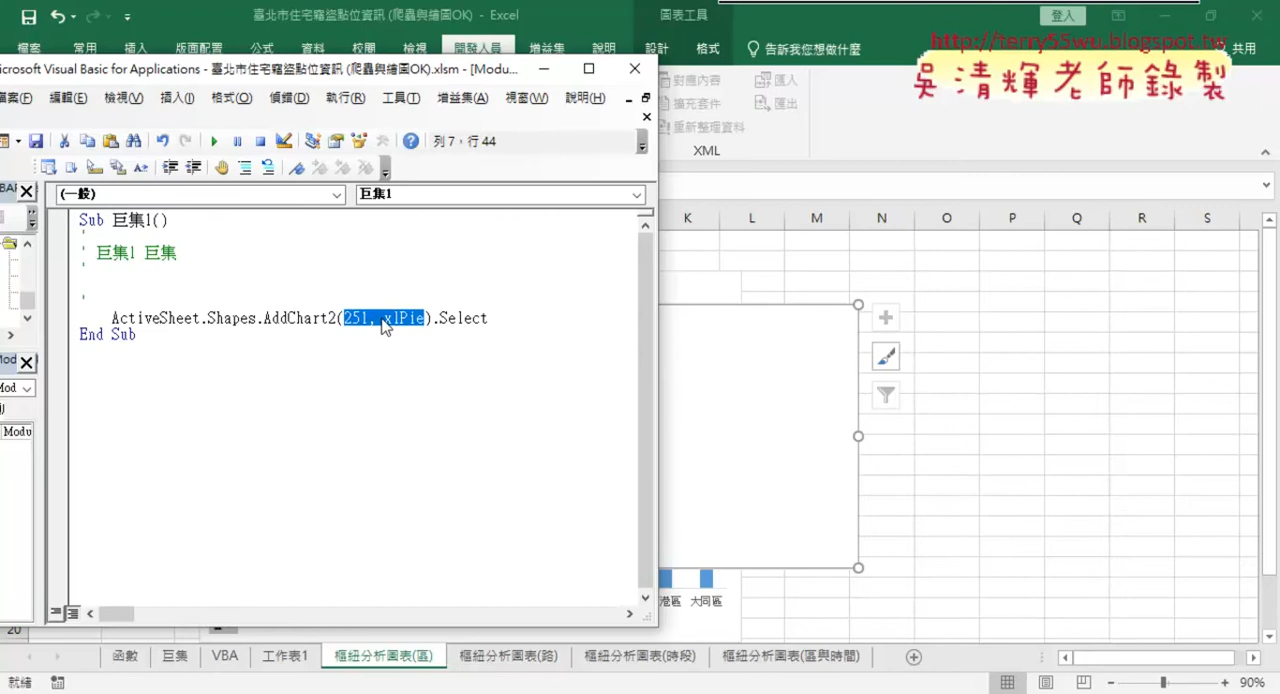 臺北市住宅竊盜點位資訊 (爬蟲與繪圖OK) - Excel
圖表工具
登入
檔案 常用 插入 版面配置 公式 資料 校閱 檢視 開發人員 增益集 說明 設計 格式 告訴我您想做什麼 共用
http://terry55wu.blogspot.tw
吳清輝老師錄製
icrosoft Visual Basic for Applications - 臺北市住宅竊盜點位資訊 (爬蟲與繪圖OK).xlsm - [Modu...
檔案(F) 編輯(E) 檢視(V) 插入(I) 格式(O) 偵錯(D) 執行(R) 工具(T) 增益集(A) 視窗(W) 說明(H)
對應內容 匯入
擴充套件 匯出
重新整理資料
XML
列 7，行 44
(一般) 巨集1
K L M N O P Q R S
Sub 巨集1()
'
' 巨集1 巨集
'
'
ActiveSheet.Shapes.AddChart2(251, xlPie).Select
End Sub
Mod
Modu
港區 大同區
20
函數 巨集 VBA 工作表1 樞紐分析圖表(區) 樞紐分析圖表(路) 樞紐分析圖表(時段) 樞紐分析圖表(區與時間)
就緒 90%